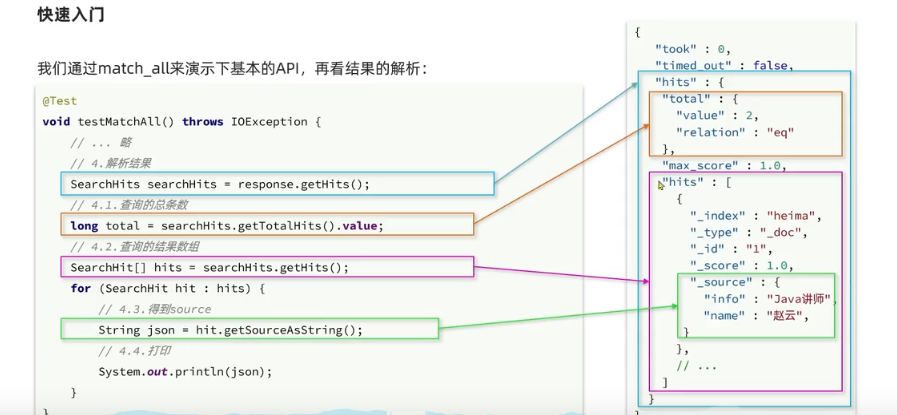 快速入门
我们通过match_all来演示下基本的API，再看结果的解析：
@Test
void testMatchAll() throws IOException {
    // ... 略
    // 4.解析结果
    SearchHits searchHits = response.getHits();
    // 4.1.查询的总条数
    long total = searchHits.getTotalHits().value;
    // 4.2.查询的结果数组
    SearchHit[] hits = searchHits.getHits();
    for (SearchHit hit : hits) {
        // 4.3.得到source
        String json = hit.getSourceAsString();
        // 4.4.打印
        System.out.println(json);
    }
}
{
  "took" : 0,
  "timed_out" : false,
  "hits" : {
    "total" : {
      "value" : 2,
      "relation" : "eq"
    },
    "max_score" : 1.0,
    "hits" : [
      {
        "_index" : "heima",
        "_type" : "_doc",
        "_id" : "1",
        "_score" : 1.0,
        "_source" : {
          "info" : "Java讲师",
          "name" : "赵云",
        }
      },
      // ...
    ]
  }
}